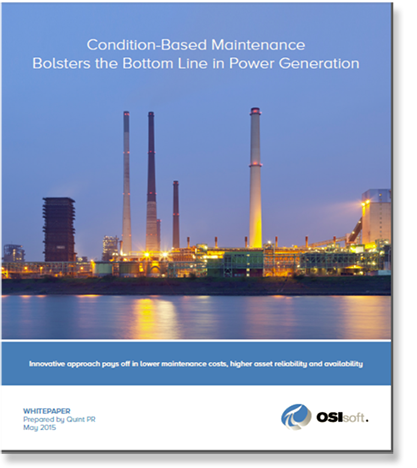 Condition-Based Maintenance
Bolsters the Bottom Line in Power Generation
Innovative approach pays off in lower maintenance costs, higher asset reliability and availability
WHITEPAPER
Prepared by Quint PR
May 2015
OSIsoft.